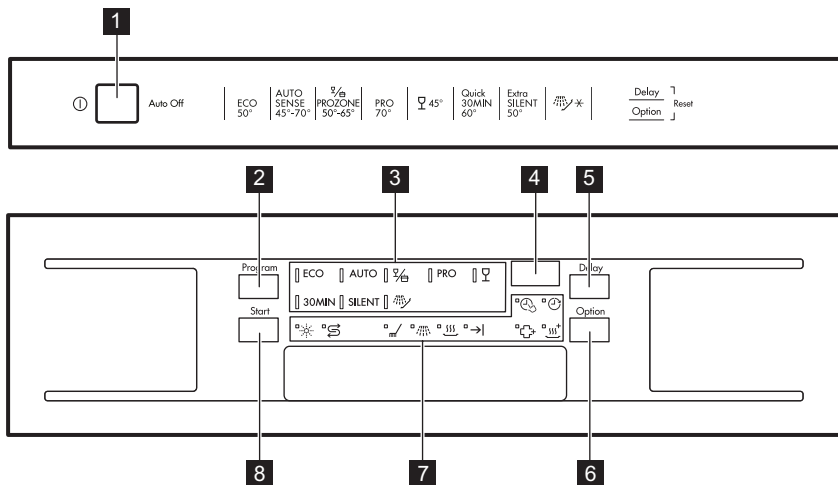 1
Auto Off
ECO 50°
AUTO SENSE 45°-70°
PROZONE 50°-65°
PRO 70°
45°
Quick 30MIN 60°
Extra SILENT 50°
Delay
Option
Reset
2
3
4
5
Program
ECO
AUTO
PRO
Delay
30MIN
SILENT
Start
Option
8
7
6